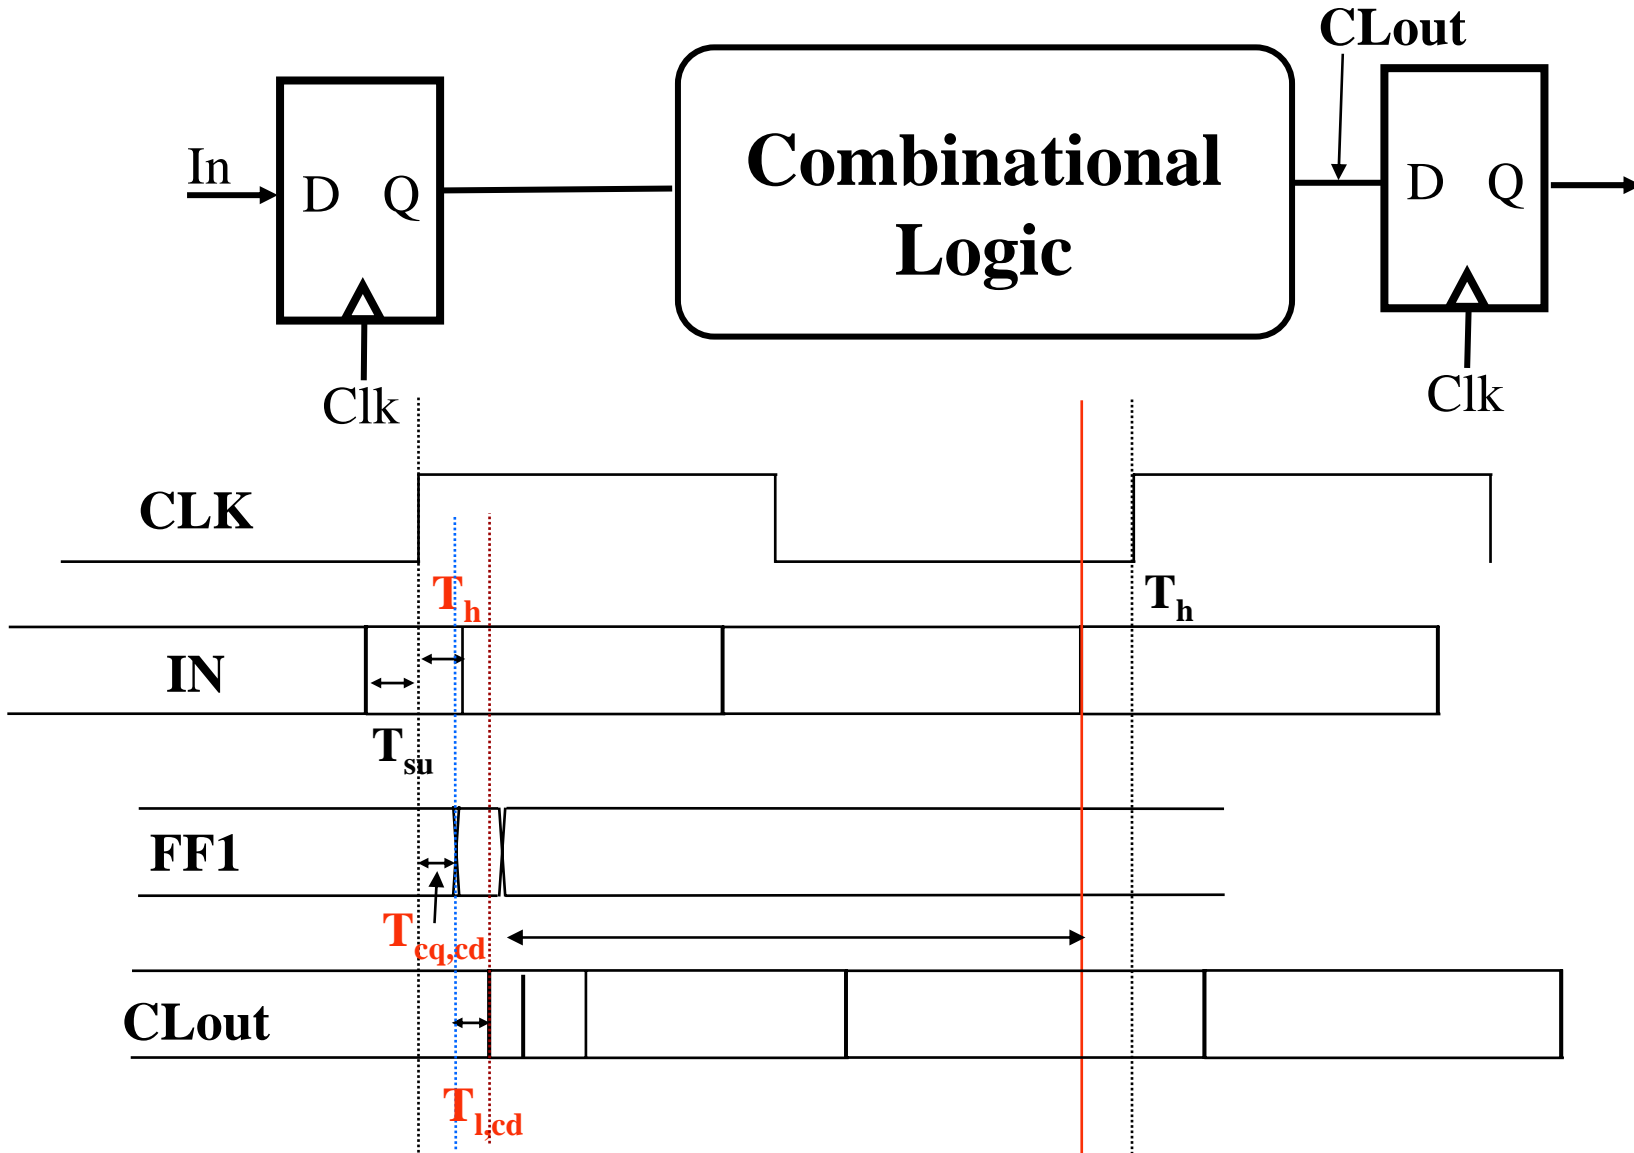 CLout
In
D Q
Combinational
Logic
D Q
Clk
Clk
CLK
Th
Th
IN
Tsu
FF1
Tcq,cd
CLout
Tl,cd